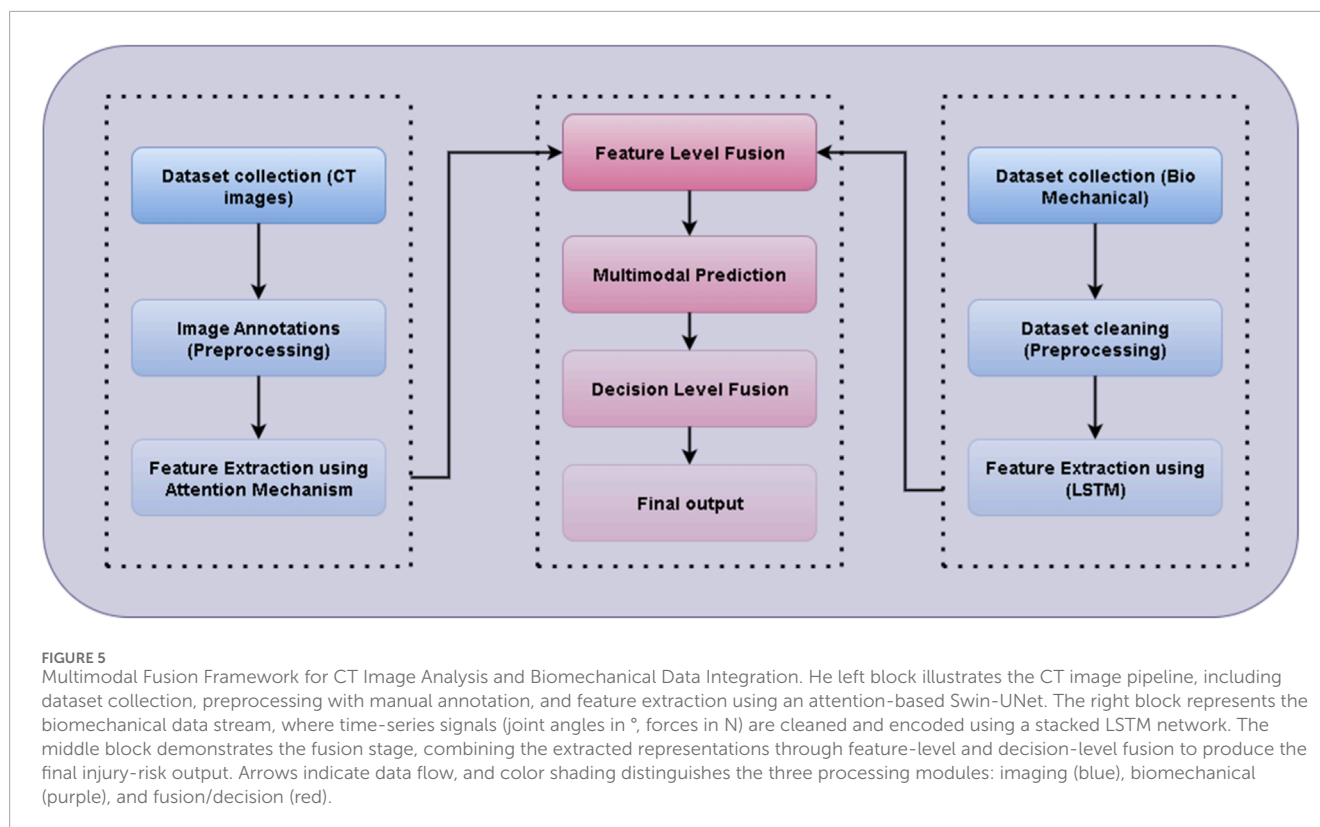 Dataset collection (CT
images)
Image Annotations
(Preprocessing)
Feature Extraction using
Attention Mechanism
Feature Level Fusion
Multimodal Prediction
Decision Level Fusion
Final output
Dataset collection (Bio
Mechanical)
Dataset cleaning
(Preprocessing)
Feature Extraction using
(LSTM)
FIGURE 5
Multimodal Fusion Framework for CT Image Analysis and Biomechanical Data Integration. He left block illustrates the CT image pipeline, including
dataset collection, preprocessing with manual annotation, and feature extraction using an attention-based Swin-UNet. The right block represents the
biomechanical data stream, where time-series signals (joint angles in °, forces in N) are cleaned and encoded using a stacked LSTM network. The
middle block demonstrates the fusion stage, combining the extracted representations through feature-level and decision-level fusion to produce the
final injury-risk output. Arrows indicate data flow, and color shading distinguishes the three processing modules: imaging (blue), biomechanical
(purple), and fusion/decision (red).